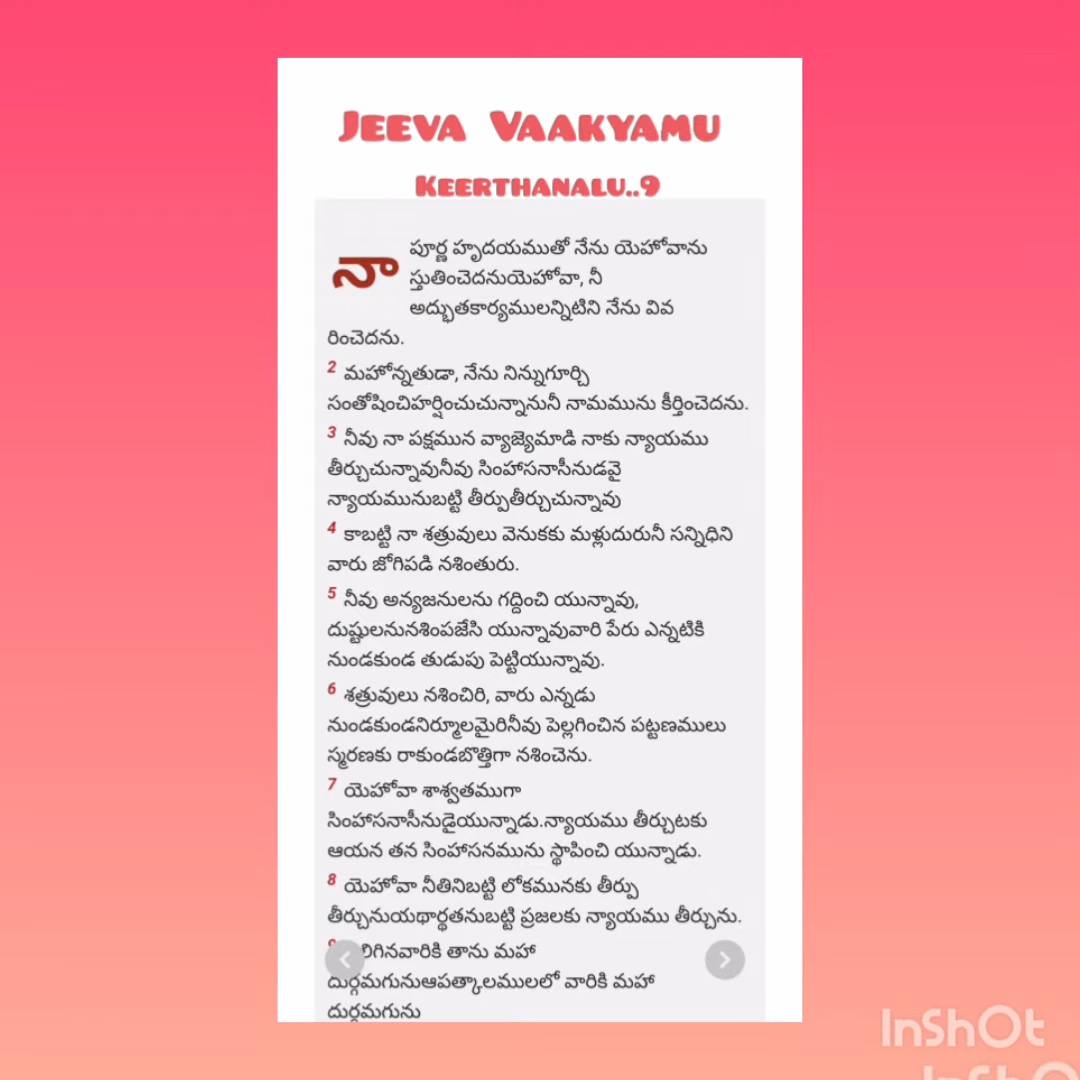 Jeeva Vaakyamu
Keerthanalu..9
నా పూర్ణ హృదయముతో నేను యెహోవాను
స్తుతించెదనుయెహోవా, నీ
అద్భుతకార్యములన్నిటిని నేను వివ
రించెదను.
2 మహోన్నతుడా, నేను నిన్నుగూర్చి
సంతోషించిహర్షించుచున్నానునీ నామమును కీర్తించెదను.
3 నీవు నా పక్షమున వ్యాజ్యెమాడి నాకు న్యాయము
తీర్చుచున్నావునీవు సింహాసనాసీనుడవై
న్యాయమునుబట్టి తీర్పుతీర్చుచున్నావు
4 కాబట్టి నా శత్రువులు వెనుకకు మళ్లుదురునీ సన్నిధిని
వారు జోగిపడి నశింతురు.
5 నీవు అన్యజనులను గద్దించి యున్నావు,
దుష్టులనునశింపజేసి యున్నావువారి పేరు ఎన్నటికి
నుండకుండ తుడుపు పెట్టియున్నావు.
6 శత్రువులు నశించిరి, వారు ఎన్నడు
నుండకుండనిర్మూలమైరినీవు పెల్లగించిన పట్టణములు
స్మరణకు రాకుండబొత్తిగా నశించెను.
7 యెహోవా శాశ్వతముగా
సింహాసనాసీనుడైయున్నాడు.న్యాయము తీర్చుటకు
ఆయన తన సింహాసనమును స్థాపించి యున్నాడు.
8 యెహోవా నీతినిబట్టి లోకమునకు తీర్పు
తీర్చునుయథార్థతనుబట్టి ప్రజలకు న్యాయము తీర్చును.
తాను మహా
దుర్గమగునుఆపత్కాలములలో వారికి మహా
దుర్గమగును
InShOt